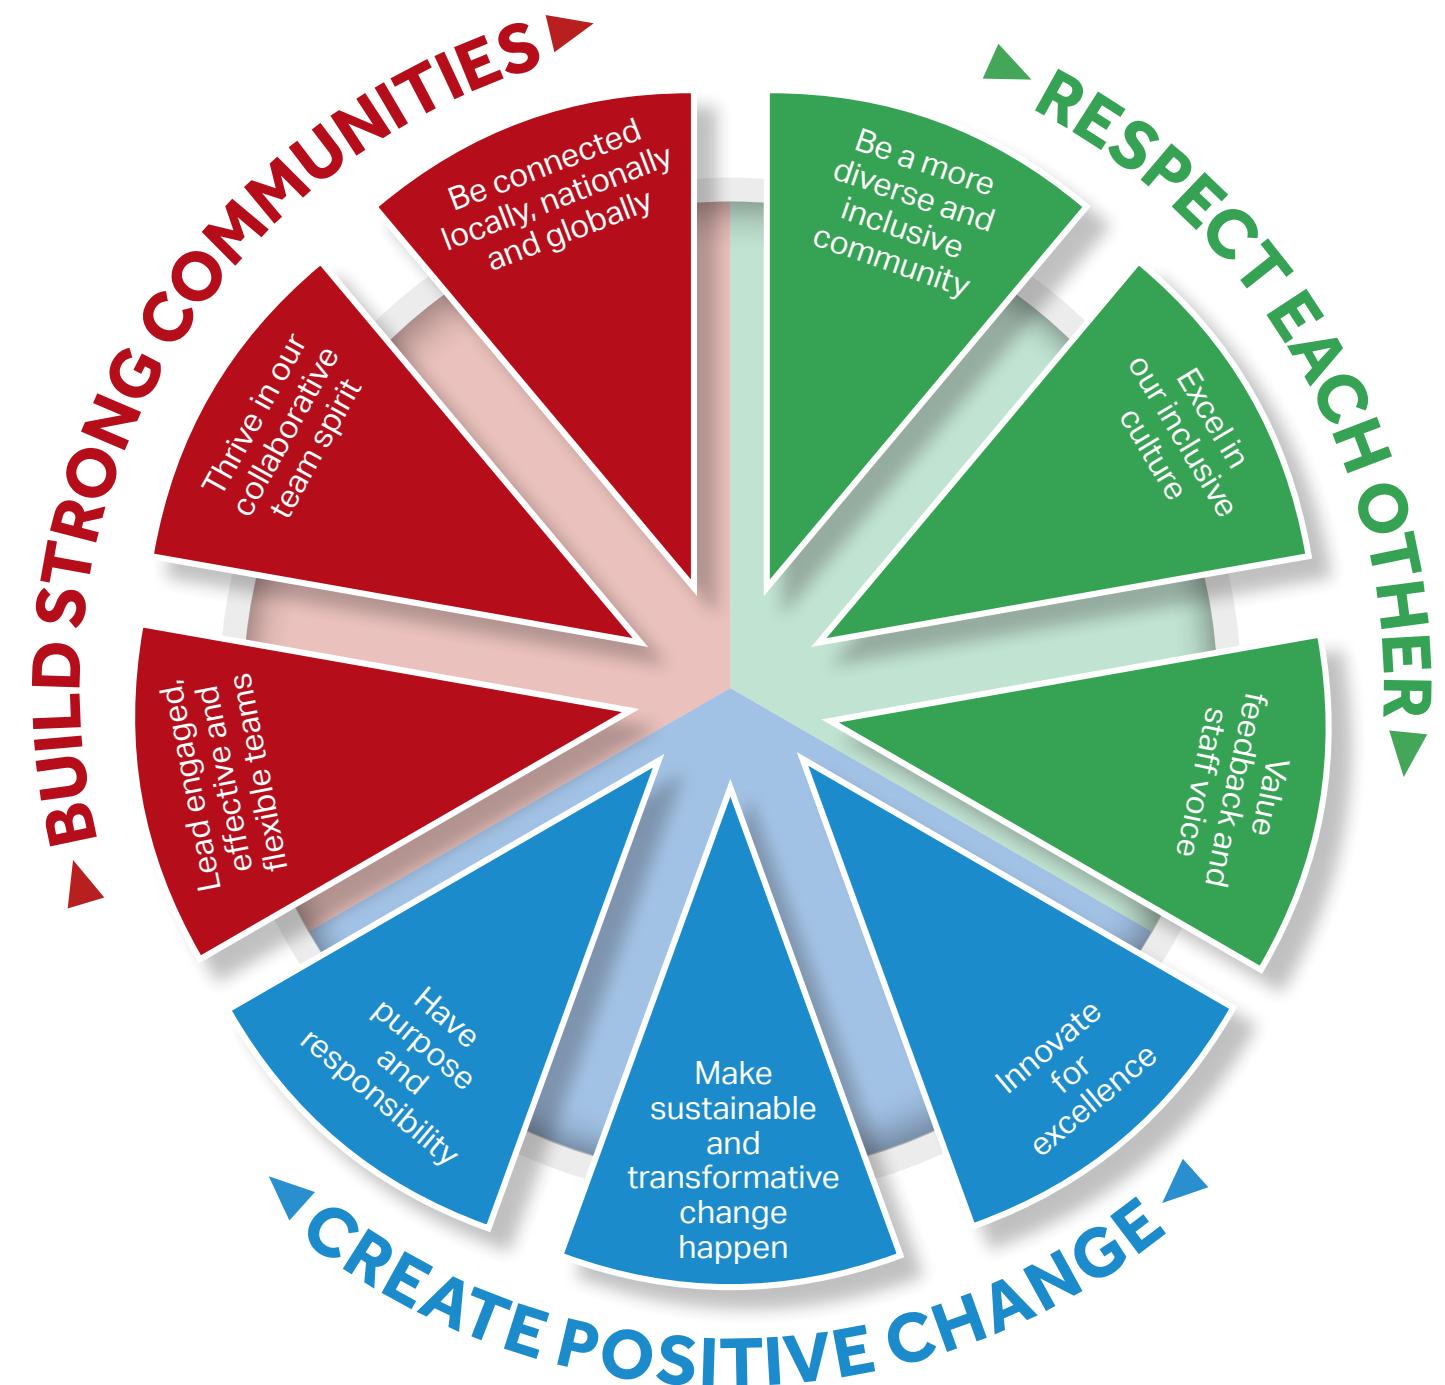 BUILD STRONG COMMUNITIES
Be connected
locally, nationally
and globally
Thrive in our
collaborative
team spirit
Lead engaged,
effective and
flexible teams
RESPECT EACH OTHER
Be a more
diverse and
inclusive
community
Excel in
our inclusive
culture
Value
feedback and
staff voice
CREATE POSITIVE CHANGE
Have
purpose
and
responsibility
Make
sustainable
and
transformative
change
happen
Innovate
for
excellence